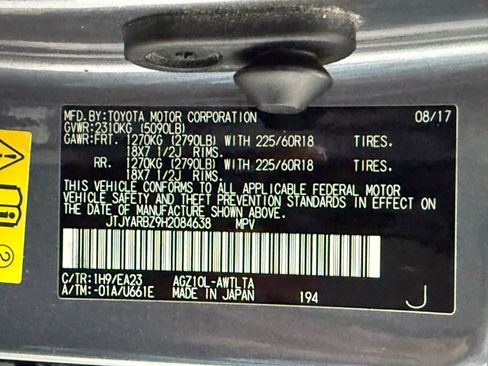 MFD.BY:TOYOTA MOTOR CORPORATION 08/17
GVWR:2310KG (5090LB)
GAWR:FRT. 1270KG (2790LB) WITH 225/60R18 TIRES.
18X7 1/2J RIMS.
RR. 1270KG (2790LB) WITH 225/60R18 TIRES.
18X7 1/2J RIMS.
THIS VEHICLE CONFORMS TO ALL APPLICABLE FEDERAL MOTOR
VEHICLE SAFETY AND THEFT PREVENTION STANDARDS IN EFFECT
ON THE DATE OF MANUFACTURE SHOWN ABOVE.
JTJYARBZ9H2084638 MPV
C/TR:1H9/EA23 AGZ10L-AWTLTA
A/TM:-01A/U661E MADE IN JAPAN 194 J
2